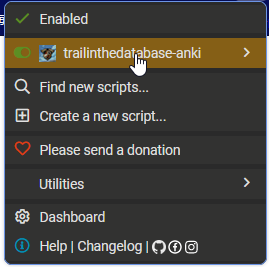 Enabled
trailinthedatabase-anki
Find new scripts...
Create a new script...
Please send a donation
Utilities
Dashboard
Help | Changelog |